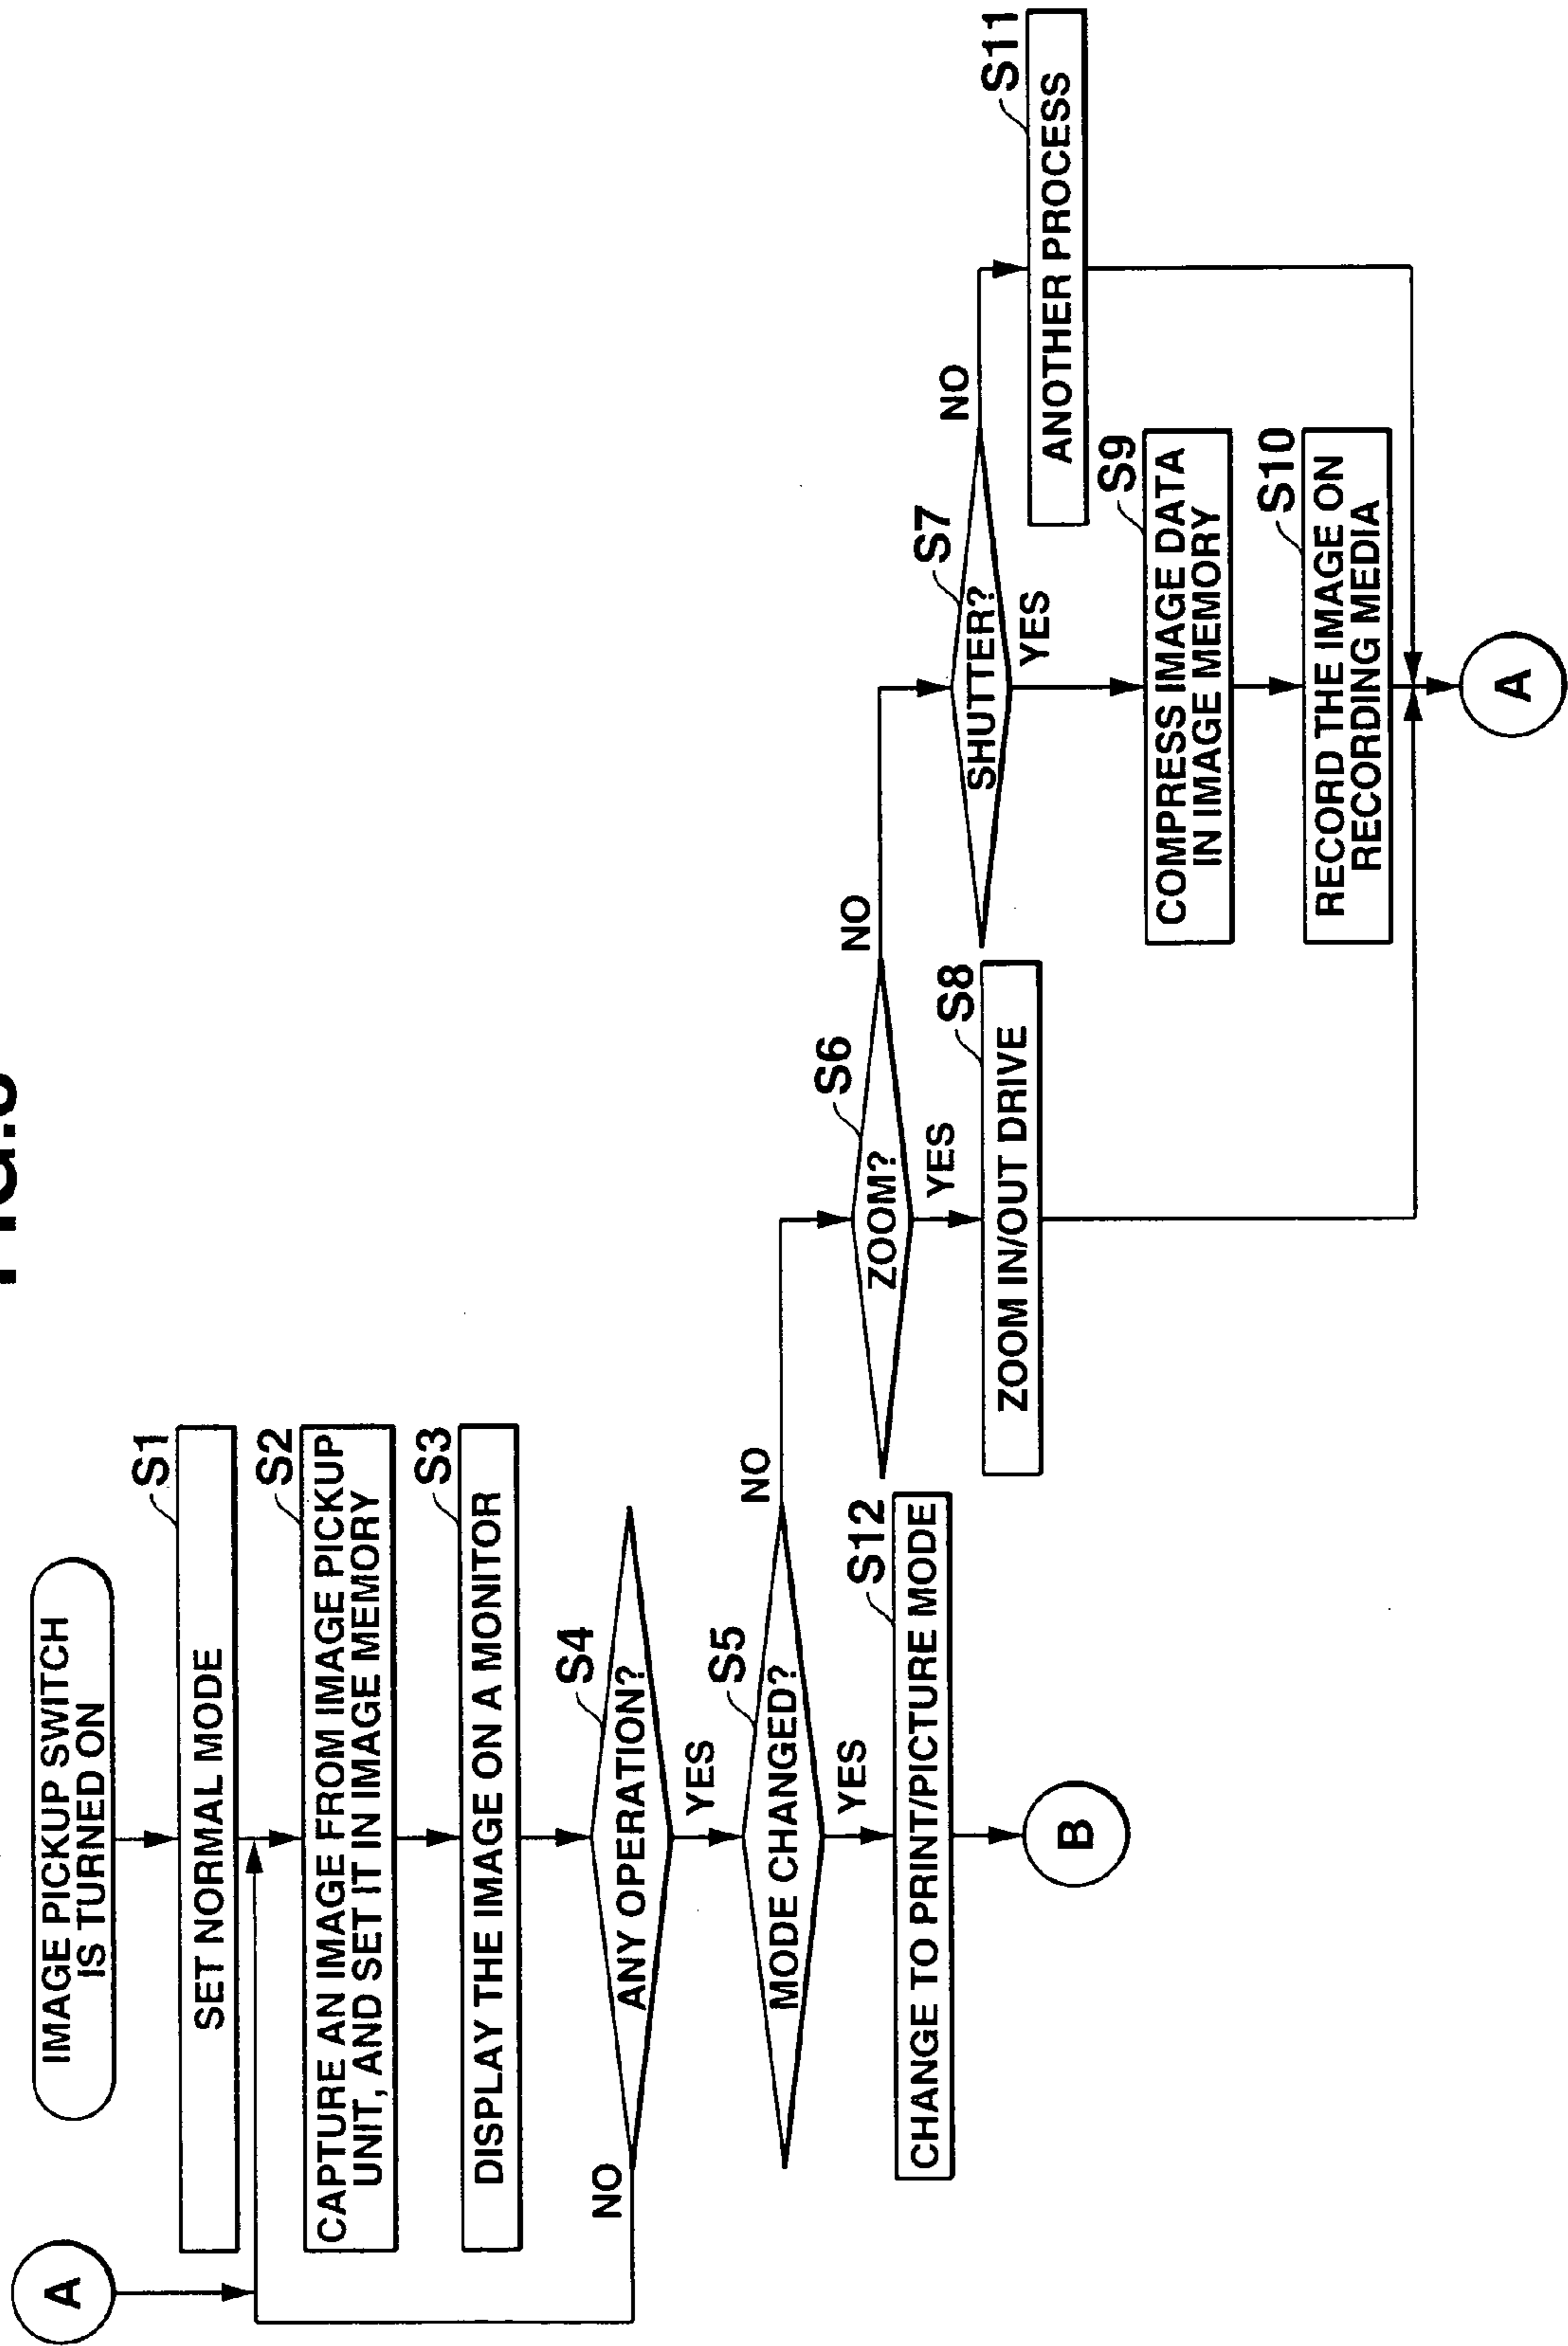 IMAGE PICKUP SWITCH
IS TURNED ON
A
S1
SET NORMAL MODE
S2
CAPTURE AN IMAGE FROM IMAGE PICKUP
UNIT, AND SET IT IN IMAGE MEMORY
S3
DISPLAY THE IMAGE ON A MONITOR
S4
ANY OPERATION?
NO
YES
S5
MODE CHANGED?
NO
YES
S12
CHANGE TO PRINT/PICTURE MODE
B
S6
ZOOM?
NO
YES
S8
ZOOM IN/OUT DRIVE
S7
SHUTTER?
NO
YES
S11
ANOTHER PROCESS
S9
COMPRESS IMAGE DATA
IN IMAGE MEMORY
S10
RECORD THE IMAGE ON
RECORDING MEDIA
A